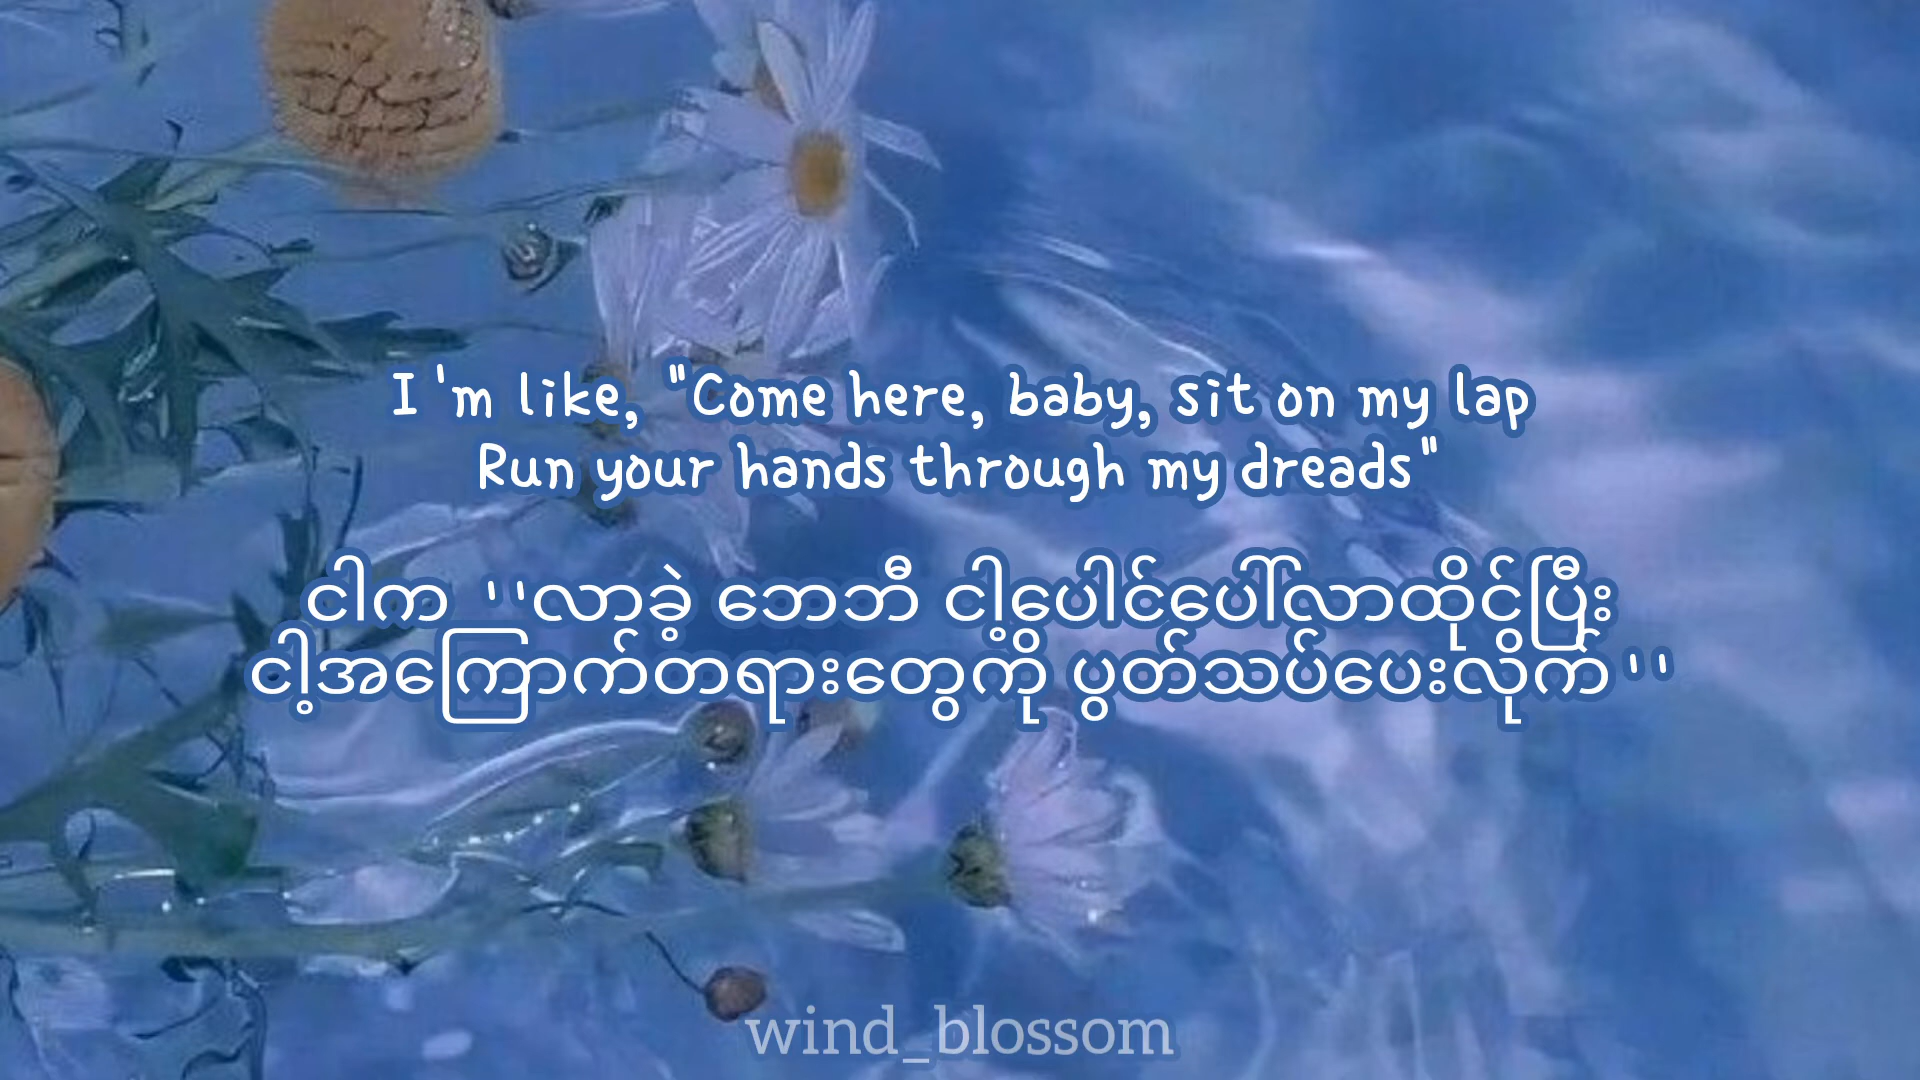 I'm like, "Come here, baby, sit on my lap
Run your hands through my dreads"
ငါက ''လာခဲ့ ဘေဘီ ငါ့ပေါင်ပေါ်လာထိုင်ပြီး
ငါ့အကြောက်တရားတွေကို ပွတ်သပ်ပေးလိုက်''
wind_blossom